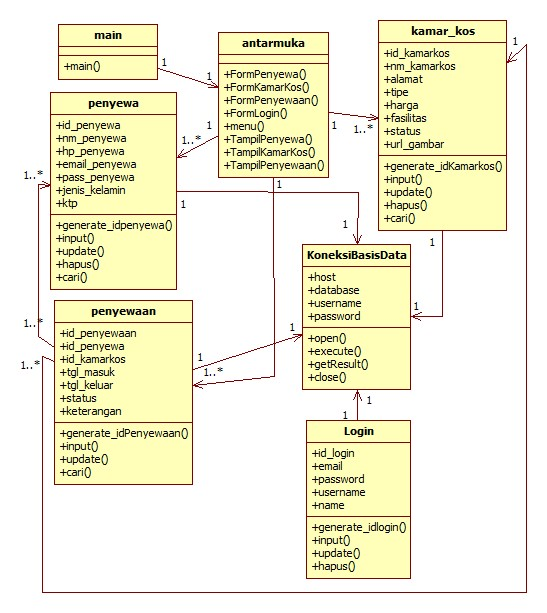 main
+main()
1
antarmuka
+FormPenyewa()
+FormKamarKos()
+FormPenyewaan()
+FormLogin()
+menu()
+TampilPenyewa()
+TampilKamarKos()
+TampilPenyewaan()
1
1
1..*
1
1..*
1
kamar_kos
+id_kamarkos
+nm_kamarkos
+alamat
+tipe
+harga
+fasilitas
+status
+url_gambar
+generate_idKamarkos()
+input()
+update()
+hapus()
+cari()
1
1
penyewa
+id_penyewa
+nm_penyewa
+hp_penyewa
+email_penyewa
+pass_penyewa
+jenis_kelamin
+ktp
+generate_idpenyewa()
+input()
+update()
+hapus()
+cari()
1..*
1
1
KoneksiBasisData
+host
+database
+username
+password
+open()
+execute()
+getResult()
+close()
1
penyewaan
+id_penyewaan
+id_penyewa
+id_kamarkos
+tgl_masuk
+tgl_keluar
+status
+keterangan
+generate_idPenyewaan()
+input()
+update()
+cari()
1..*
1..*
1
1
1..*
1
1
Login
+id_login
+email
+password
+username
+name
+generate_idlogin()
+input()
+update()
+hapus()